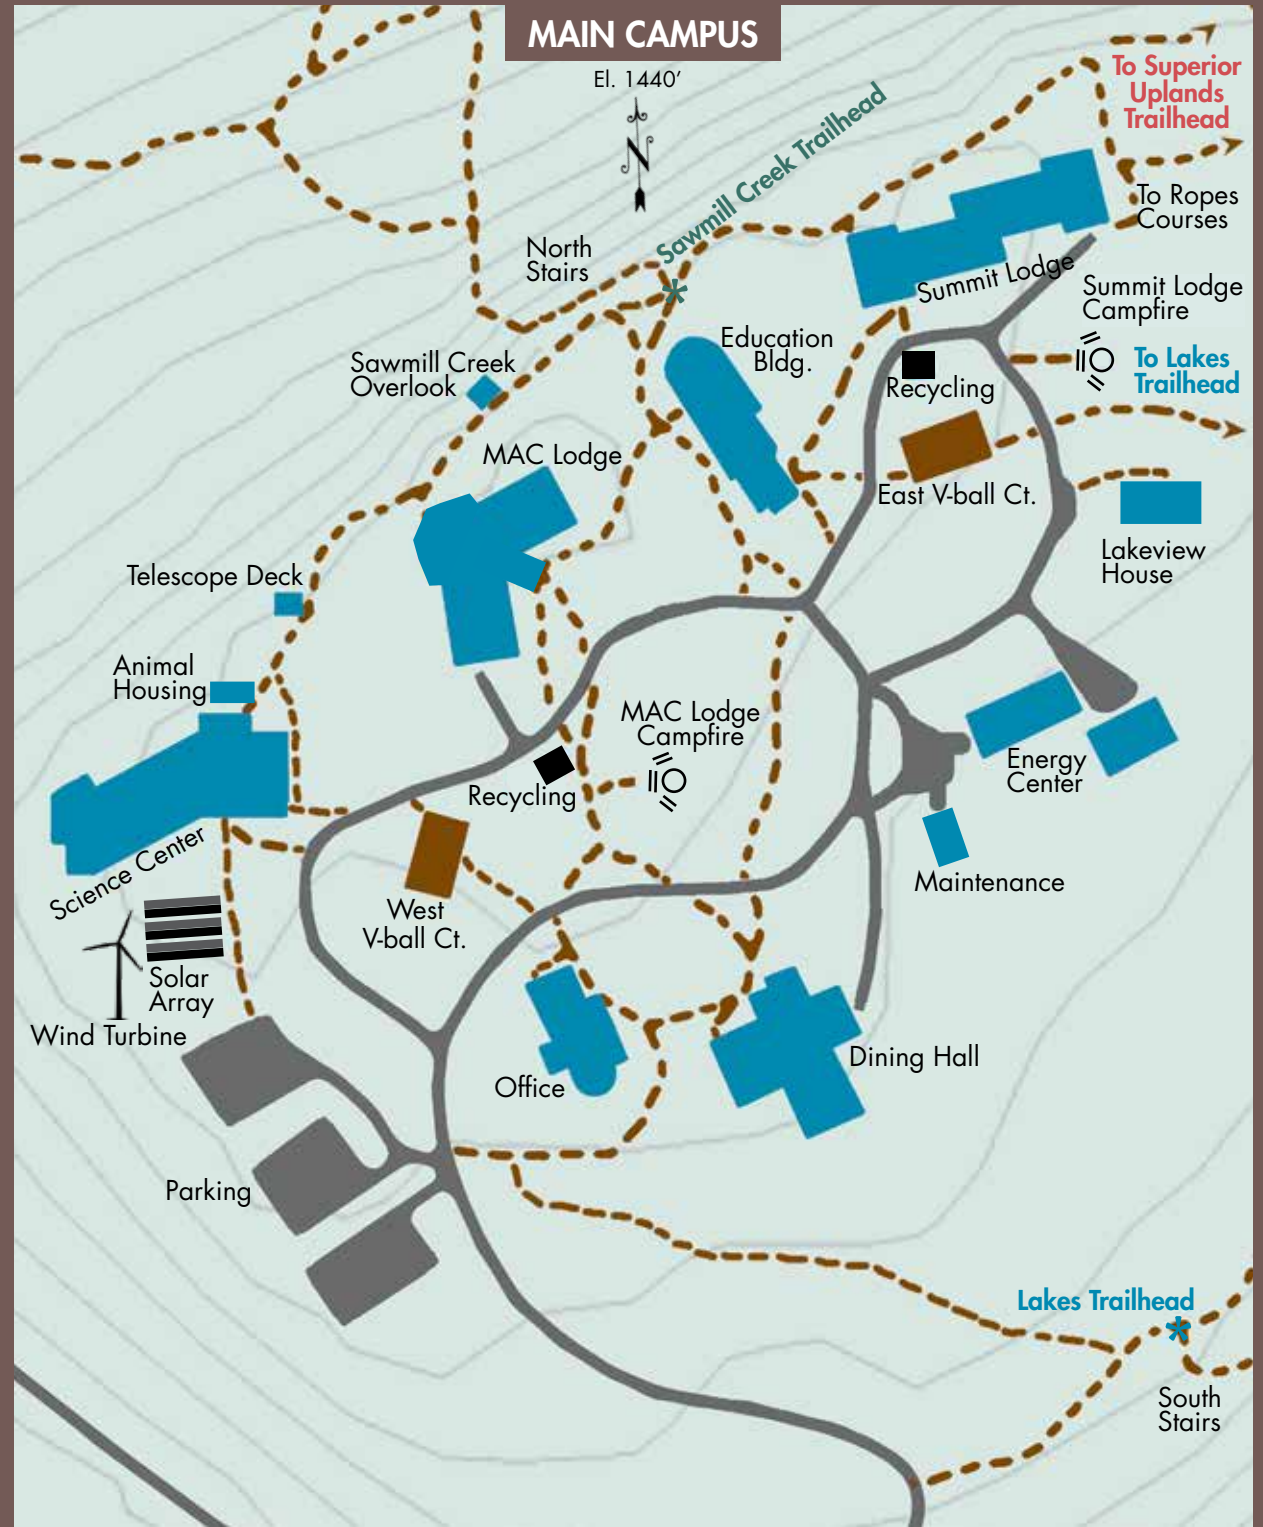 MAIN CAMPUS
El. 1440′
N
Sawmill Creek Trailhead
To Superior
Uplands
Trailhead
To Ropes
Courses
North
Stairs
Summit Lodge
Summit Lodge
Campfire
Education
Bldg.
To Lakes
Trailhead
Sawmill Creek
Overlook
Recycling
MAC Lodge
East V-ball Ct.
Lakeview
House
Telescope Deck
Animal
Housing
MAC Lodge
Campfire
Energy
Center
Recycling
Science Center
Maintenance
West
V-ball Ct.
Solar
Array
Wind Turbine
Office
Dining Hall
Parking
Lakes Trailhead
South
Stairs